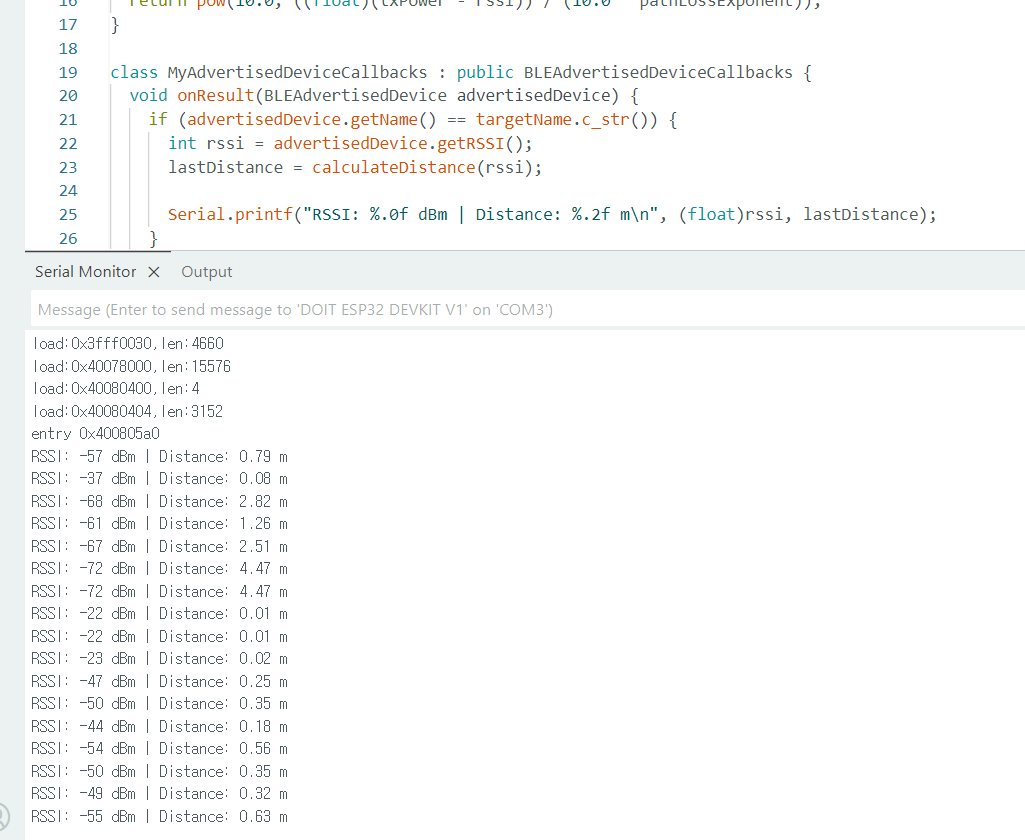 16 return pow(10.0, ((float)(txPower - rssi)) / (10.0 * pathLossExponent));
17 }
18
19 class MyAdvertisedDeviceCallbacks : public BLEAdvertisedDeviceCallbacks {
20 void onResult(BLEAdvertisedDevice advertisedDevice) {
21 if (advertisedDevice.getName() == targetName.c_str()) {
22 int rssi = advertisedDevice.getRSSI();
23 lastDistance = calculateDistance(rssi);
24
25 Serial.printf("RSSI: %.0f dBm | Distance: %.2f m\n", (float)rssi, lastDistance);
26 }
Serial Monitor × Output
Message (Enter to send message to 'DOIT ESP32 DEVKIT V1' on 'COM3')
load:0x3fff0030,len:4660
load:0x40078000,len:15576
load:0x40080400,len:4
load:0x40080404,len:3152
entry 0x400805a0
RSSI: -57 dBm | Distance: 0.79 m
RSSI: -37 dBm | Distance: 0.08 m
RSSI: -68 dBm | Distance: 2.82 m
RSSI: -61 dBm | Distance: 1.26 m
RSSI: -67 dBm | Distance: 2.51 m
RSSI: -72 dBm | Distance: 4.47 m
RSSI: -72 dBm | Distance: 4.47 m
RSSI: -22 dBm | Distance: 0.01 m
RSSI: -22 dBm | Distance: 0.01 m
RSSI: -23 dBm | Distance: 0.02 m
RSSI: -47 dBm | Distance: 0.25 m
RSSI: -50 dBm | Distance: 0.35 m
RSSI: -44 dBm | Distance: 0.18 m
RSSI: -54 dBm | Distance: 0.56 m
RSSI: -50 dBm | Distance: 0.35 m
RSSI: -49 dBm | Distance: 0.32 m
RSSI: -55 dBm | Distance: 0.63 m